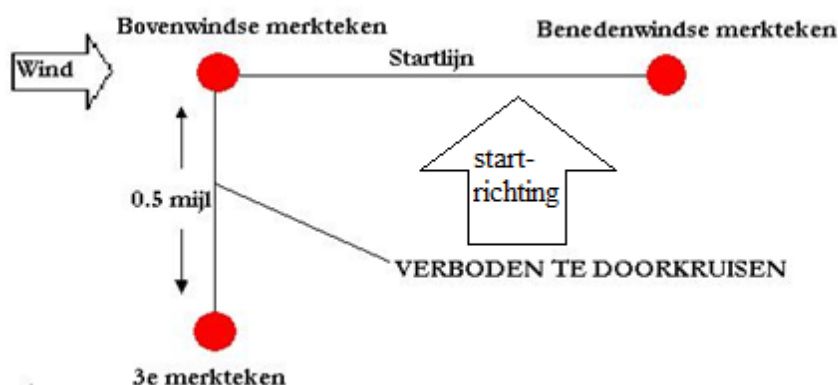 Bovenwindse merkteken
Benedenwindse merkteken
Wind
Startlijn
start-
richting
0.5 mijl
VERBODEN TE DOORKRUISEN
3e merkteken